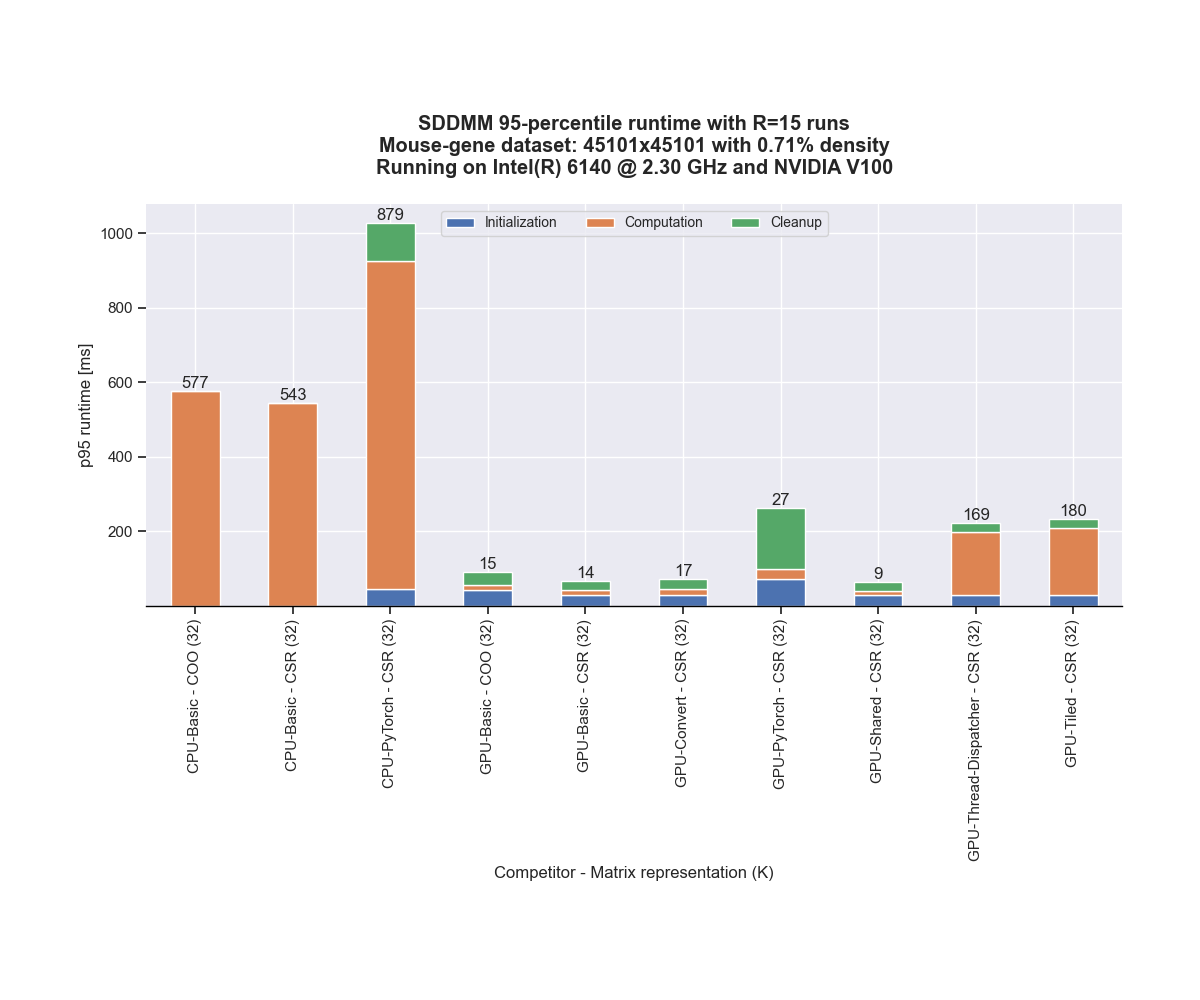 SDDMM 95-percentile runtime with R=15 runs
Mouse-gene dataset: 45101x45101 with 0.71% density
Running on Intel(R) 6140 @ 2.30 GHz and NVIDIA V100
Initialization
Computation
Cleanup
p95 runtime [ms]
1000
800
600
400
200
577
543
879
15
14
17
27
9
169
180
CPU-Basic - COO (32)
CPU-Basic - CSR (32)
CPU-PyTorch - CSR (32)
GPU-Basic - COO (32)
GPU-Basic - CSR (32)
GPU-Convert - CSR (32)
GPU-PyTorch - CSR (32)
GPU-Shared - CSR (32)
GPU-Thread-Dispatcher - CSR (32)
GPU-Tiled - CSR (32)
Competitor - Matrix representation (K)